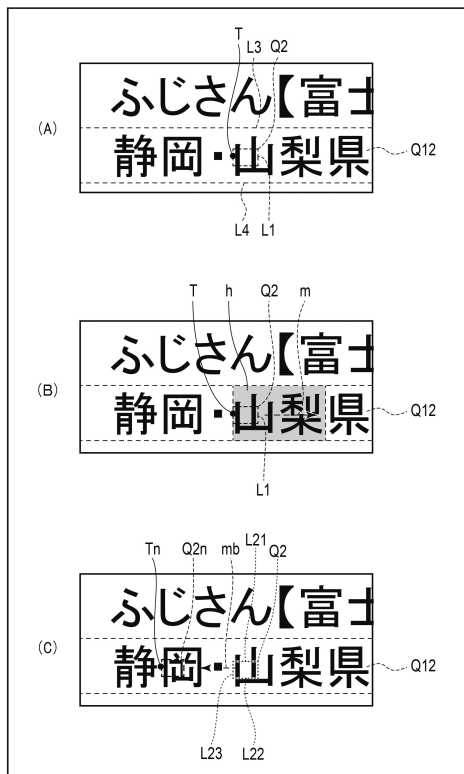 (A)
T L3 Q2
ふじさん【富士
静岡・山梨県
Q12
L4 L1
(B)
T h Q2 m
ふじさん【富士
静岡・山梨県
Q12
L1
(C)
Tn Q2n mb L21 Q2
ふじさん【富士
静岡・山梨県
Q12
L23 L22